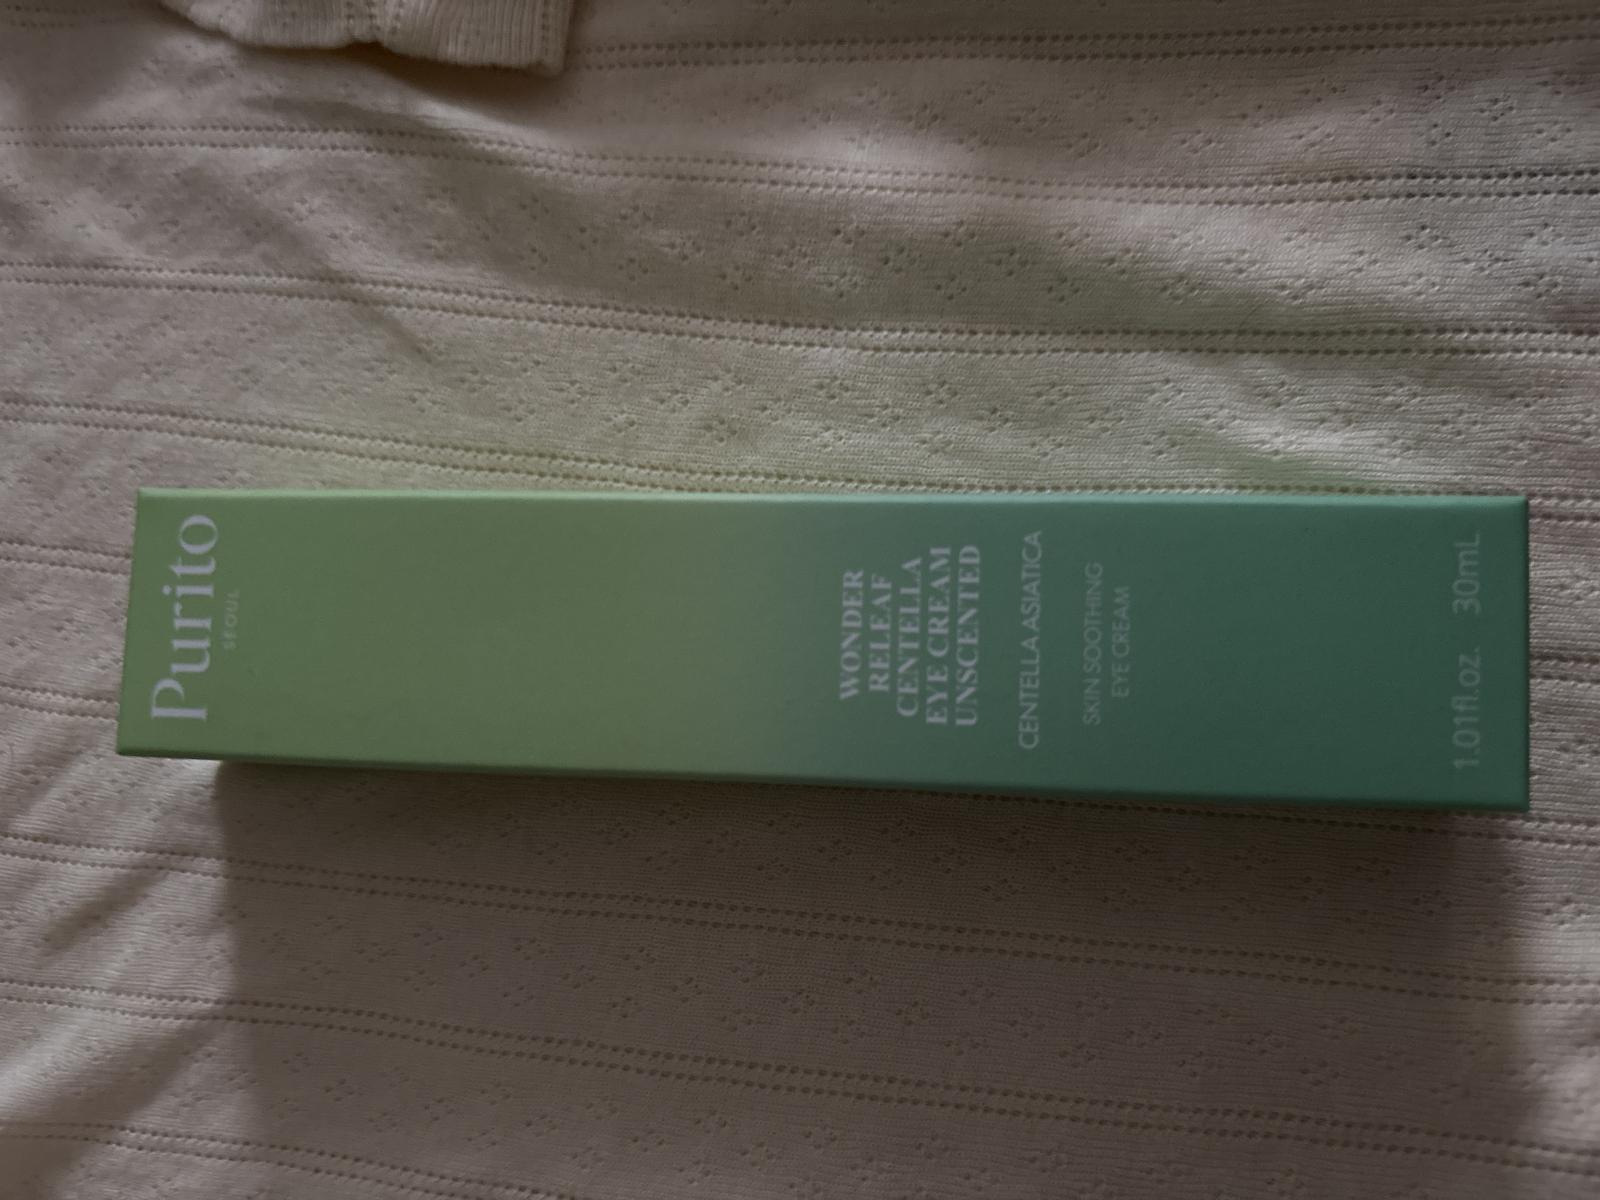 Purito
SEOUL
WONDER
RELEAF
CENTELLA
EYE CREAM
UNSCENTED
CENTELLA ASIATICA
SKIN SOOTHING
EYE CREAM
1.01fl.oz. 30mL